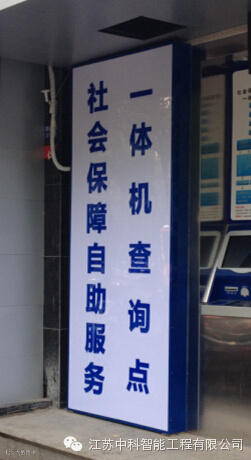 社会保障自助服务
一体机查询点
江苏中科智能工程有限公司